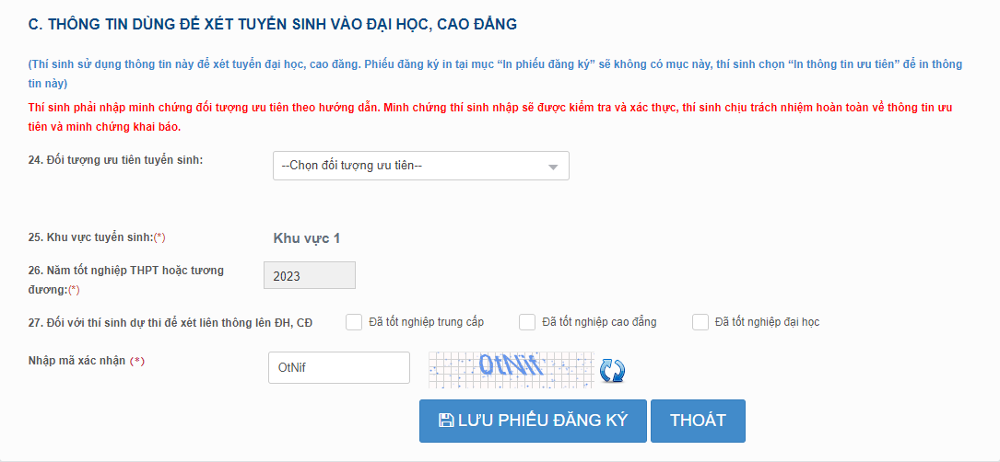 C. THÔNG TIN DÙNG ĐỂ XÉT TUYỂN SINH VÀO ĐẠI HỌC, CAO ĐẲNG
(Thí sinh sử dụng thông tin này để xét tuyển đại học, cao đẳng. Phiếu đăng ký in tại mục “In phiếu đăng ký” sẽ không có mục này, thí sinh chọn “In thông tin ưu tiên” để in thông
tin này)
Thí sinh phải nhập minh chứng đối tượng ưu tiên theo hướng dẫn. Minh chứng thí sinh nhập sẽ được kiểm tra và xác thực, thí sinh chịu trách nhiệm hoàn toàn về thông tin ưu
tiên và minh chứng khai báo.
24. Đối tượng ưu tiên tuyển sinh:
--Chọn đối tượng ưu tiên--
25. Khu vực tuyển sinh:(*)
Khu vực 1
26. Năm tốt nghiệp THPT hoặc tương
đương:(*)
2023
27. Đối với thí sinh dự thi để xét liên thông lên ĐH, CĐ
Đã tốt nghiệp trung cấp
Đã tốt nghiệp cao đẳng
Đã tốt nghiệp đại học
Nhập mã xác nhận (*)
OtNif
OtNif
LƯU PHIẾU ĐĂNG KÝ
THOÁT